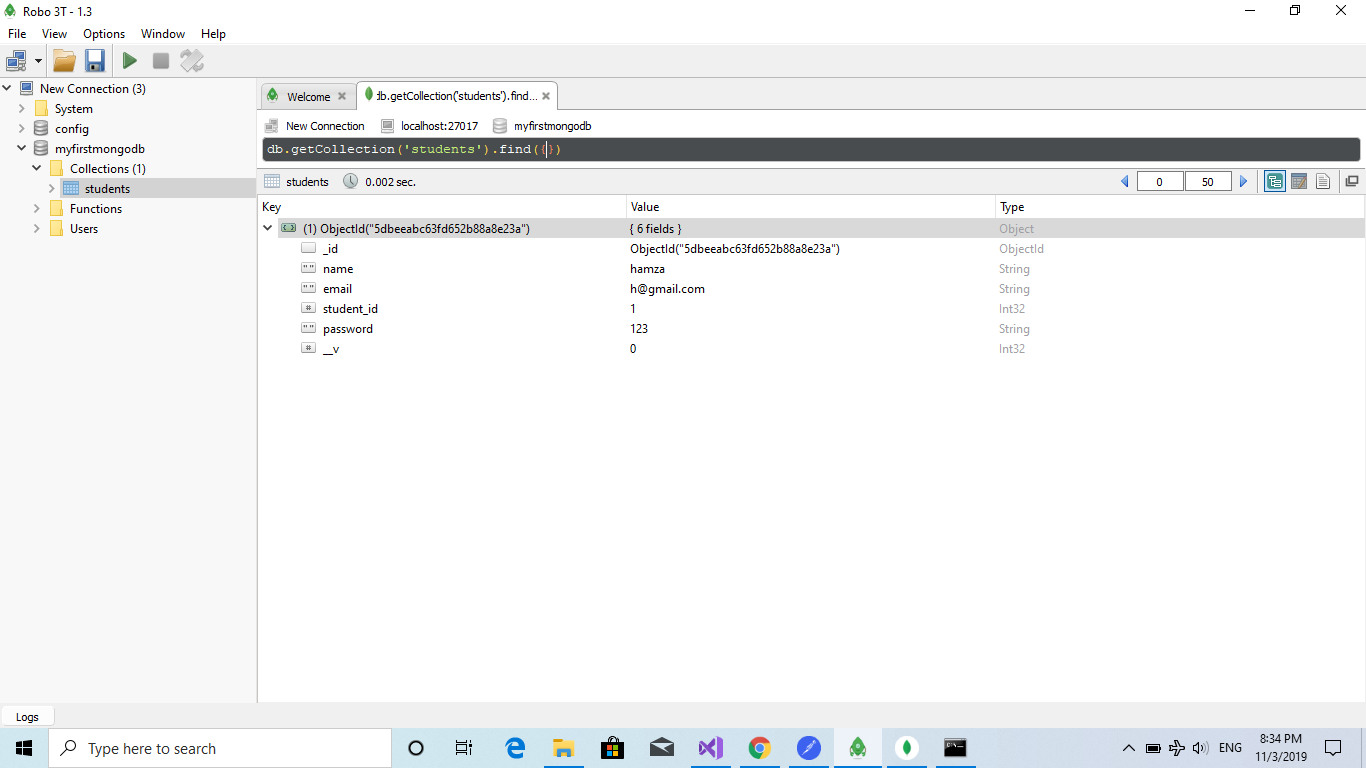 Robo 3T - 1.3
File View Options Window Help
New Connection (3)
System
config
myfirstmongodb
Collections (1)
students
Functions
Users
Welcome
db.getCollection('students').find...
New Connection localhost:27017 myfirstmongodb
db.getCollection('students').find({})
students 0.002 sec. 0 50
Key Value Type
(1) ObjectId("5dbeeabc63fd652b88a8e23a") { 6 fields } Object
_id ObjectId("5dbeeabc63fd652b88a8e23a") ObjectId
name hamza String
email h@gmail.com String
student_id 1 Int32
password 123 String
__v 0 Int32
Logs
Type here to search
ENG
8:34 PM
11/3/2019